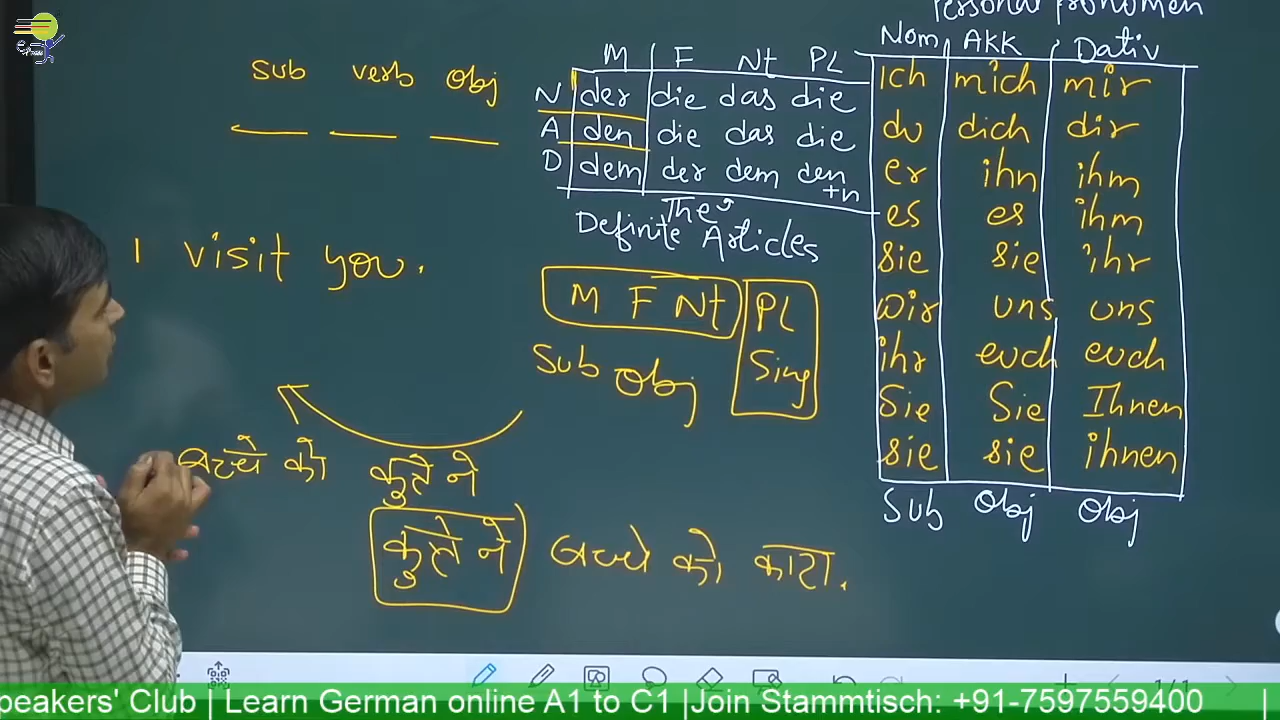 Personal Pronomen
Nom AKK Dativ
Ich mich mir
du dich dir
er ihn ihm
es es ihm
sie sie ihr
wir uns uns
ihr euch euch
Sie Sie Ihnen
sie sie ihnen
Sub Obj Obj
M F Nt PL
N der die das die
A den die das die
D dem der dem den
+n
The
Definite Articles
sub verb obj
I visit you.
M F Nt PL
Sub Obj Sing
बच्चे को कुत्ते ने
कुत्ते ने बच्चे को काटा.
1/1
peakers' Club | Learn German online A1 to C1 |Join Stammtisch: +91-7597559400 |